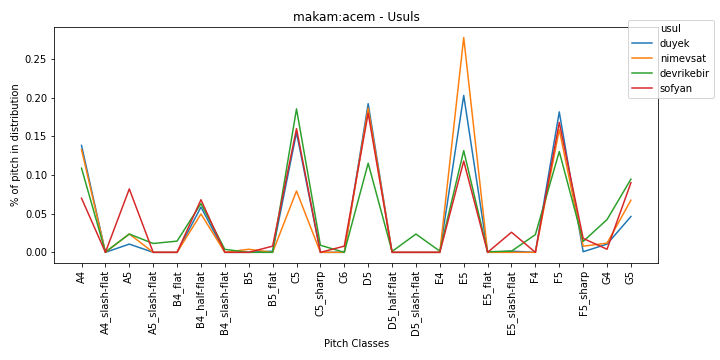 makam:acem - Usuls
usul
duyek
nimevsat
devrikebir
sofyan
% of pitch in distribution
0.25
0.20
0.15
0.10
0.05
0.00
A4
A4_slash-flat
A5
A5_slash-flat
B4_flat
B4_half-flat
B4_slash-flat
B5
B5_flat
C5
C5_sharp
C6
D5
D5_half-flat
D5_slash-flat
E4
E5
E5_flat
E5_slash-flat
F4
F5
F5_sharp
G4
G5
Pitch Classes